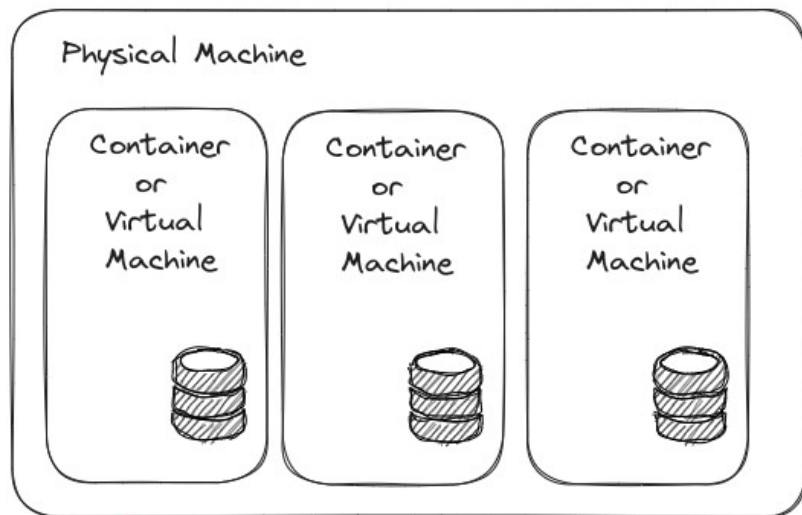 Physical Machine
Container
or
Virtual
Machine
Container
or
Virtual
Machine
Container
or
Virtual
Machine